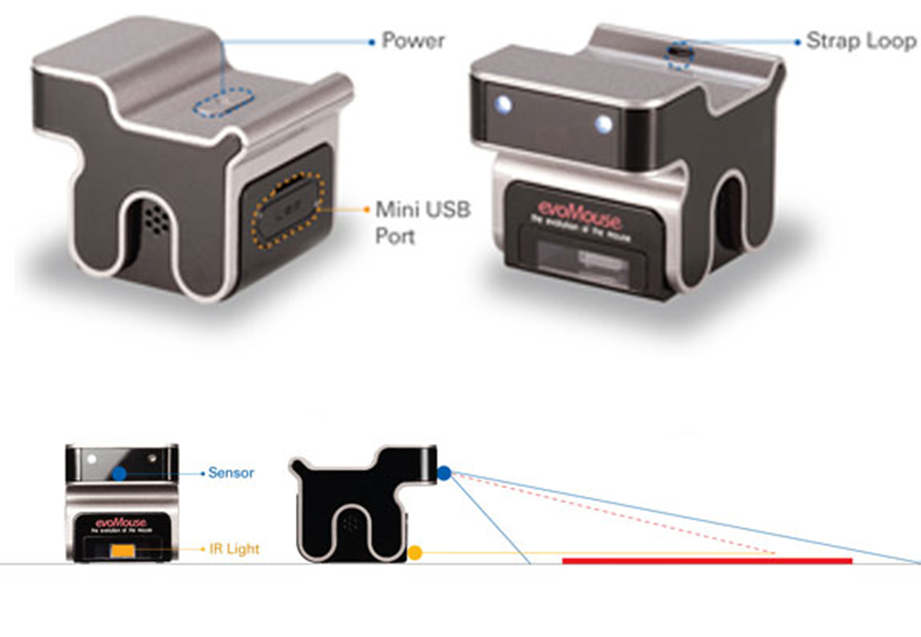 Power
Strap Loop
Mini USB
Port
evoMouse
the evolution of the mouse
Sensor
evoMouse
the evolution of the mouse
IR Light